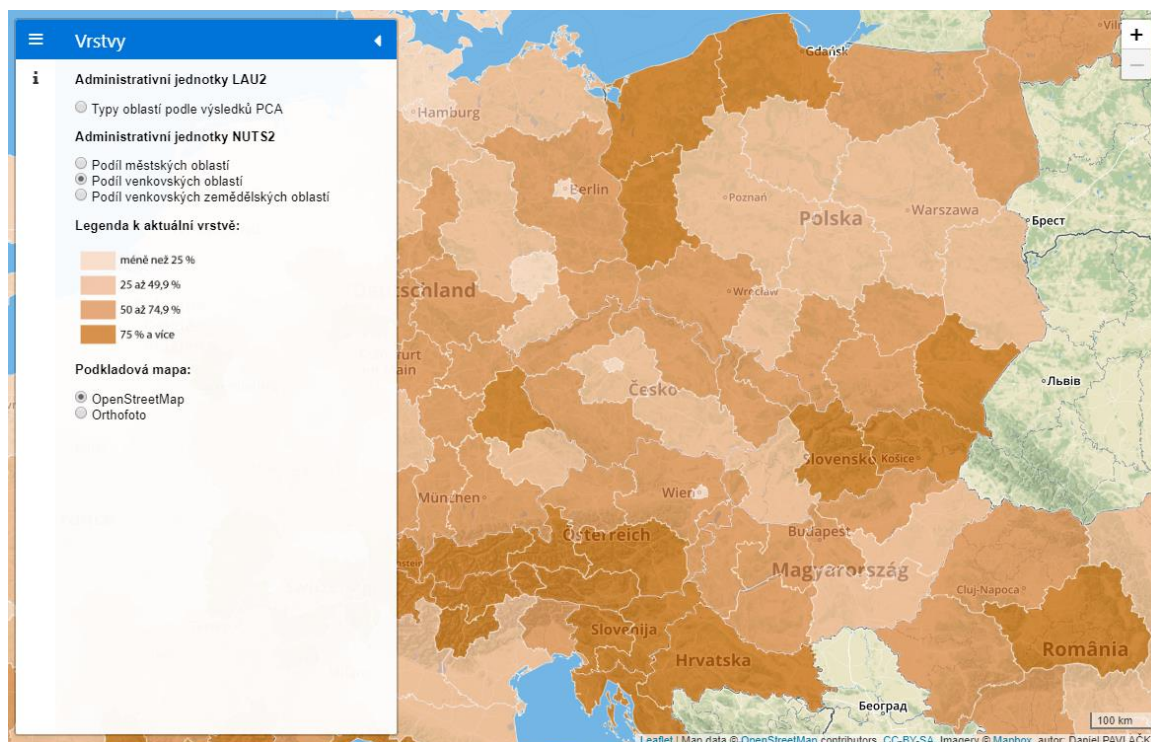 Vrstvy
i
Administrativní jednotky LAU2
Typy oblastí podle výsledků PCA
Administrativní jednotky NUTS2
Podíl městských oblastí
Podíl venkovských oblastí
Podíl venkovských zemědělských oblastí
Legenda k aktuální vrstvě:
méně než 25 %
25 až 49,9 %
50 až 74,9 %
75 % a více
Podkladová mapa:
OpenStreetMap
Orthofoto
+
−
Gdańsk
Hamburg
Berlin
Poznań
Polska
Warszawa
Брест
Wrocław
Česko
Львів
Slovensko
Košice
München
Wien
Österreich
Budapest
Magyarország
Cluj-Napoca
Slovenija
Hrvatska
România
Београд
100 km
Leaflet | Map data © OpenStreetMap contributors, CC-BY-SA, Imagery © Mapbox, autor: Daniel PAVLAČK